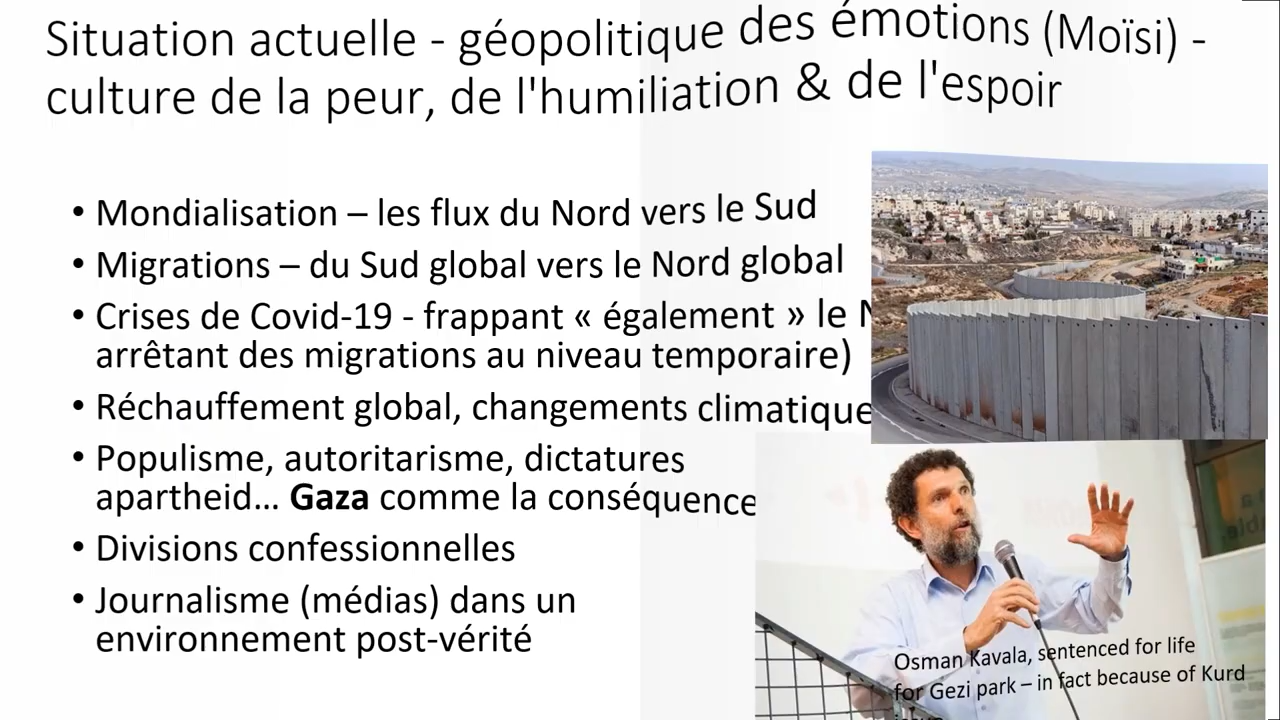 Situation actuelle - géopolitique des émotions (Moïsi) -
culture de la peur, de l'humiliation & de l'espoir
• Mondialisation – les flux du Nord vers le Sud
• Migrations – du Sud global vers le Nord global
• Crises de Covid-19 - frappant « également » le
arrêtant des migrations au niveau temporaire)
• Réchauffement global, changements climatique
• Populisme, autoritarisme, dictatures
apartheid… Gaza comme la conséquence
• Divisions confessionnelles
• Journalisme (médias) dans un
environnement post-vérité
Osman Kavala, sentenced for life
for Gezi park – in fact because of Kurd